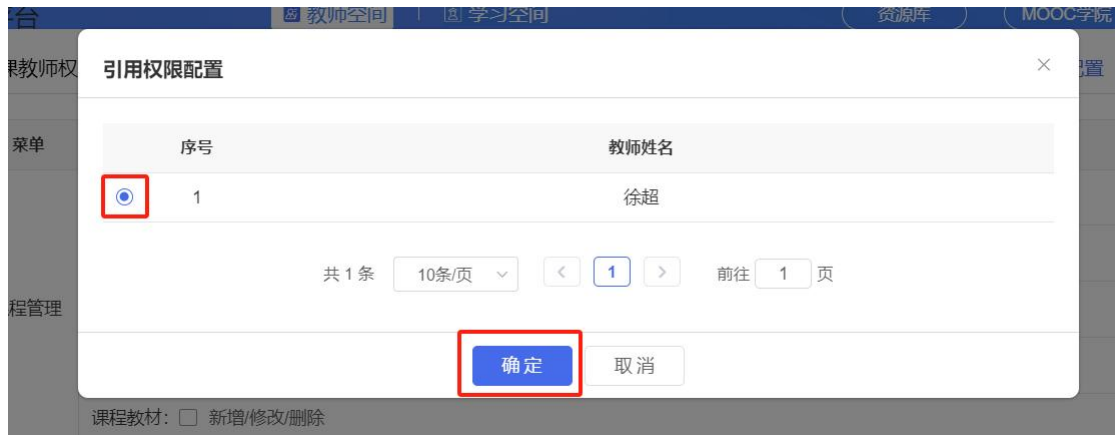 台 教师空间 学习空间 资源库 MOOC学院
课教师权 引用权限配置 配置
菜单 序号 教师姓名
1 徐超
共 1 条 10条/页 1 前往 1 页
程管理
确定 取消
课程教材： 新增/修改/删除